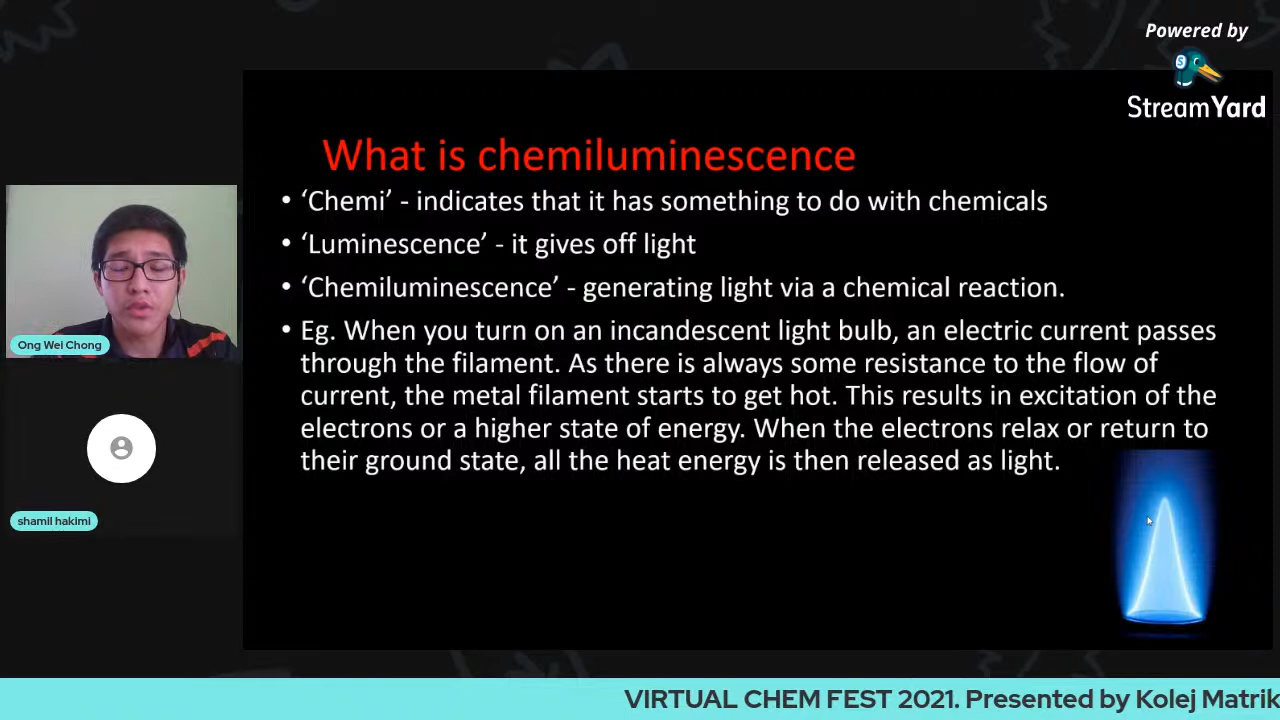 Powered by
StreamYard
What is chemiluminescence
• ‘Chemi’ - indicates that it has something to do with chemicals
• ‘Luminescence’ - it gives off light
• ‘Chemiluminescence’ - generating light via a chemical reaction.
• Eg. When you turn on an incandescent light bulb, an electric current passes
through the filament. As there is always some resistance to the flow of
current, the metal filament starts to get hot. This results in excitation of the
electrons or a higher state of energy. When the electrons relax or return to
their ground state, all the heat energy is then released as light.
Ong Wei Chong
shamil hakimi
VIRTUAL CHEM FEST 2021. Presented by Kolej Matrik